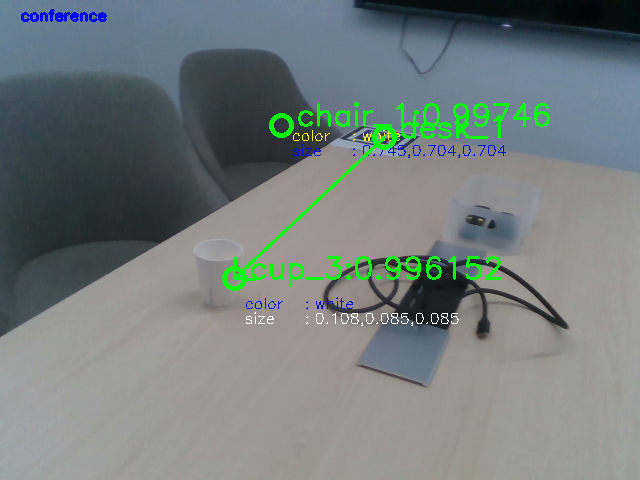 conference
chair_1:0.99746
desk_1
color : white
size : 0.745,0.704,0.704
cup_3:0.996152
color : white
size : 0.108,0.085,0.085